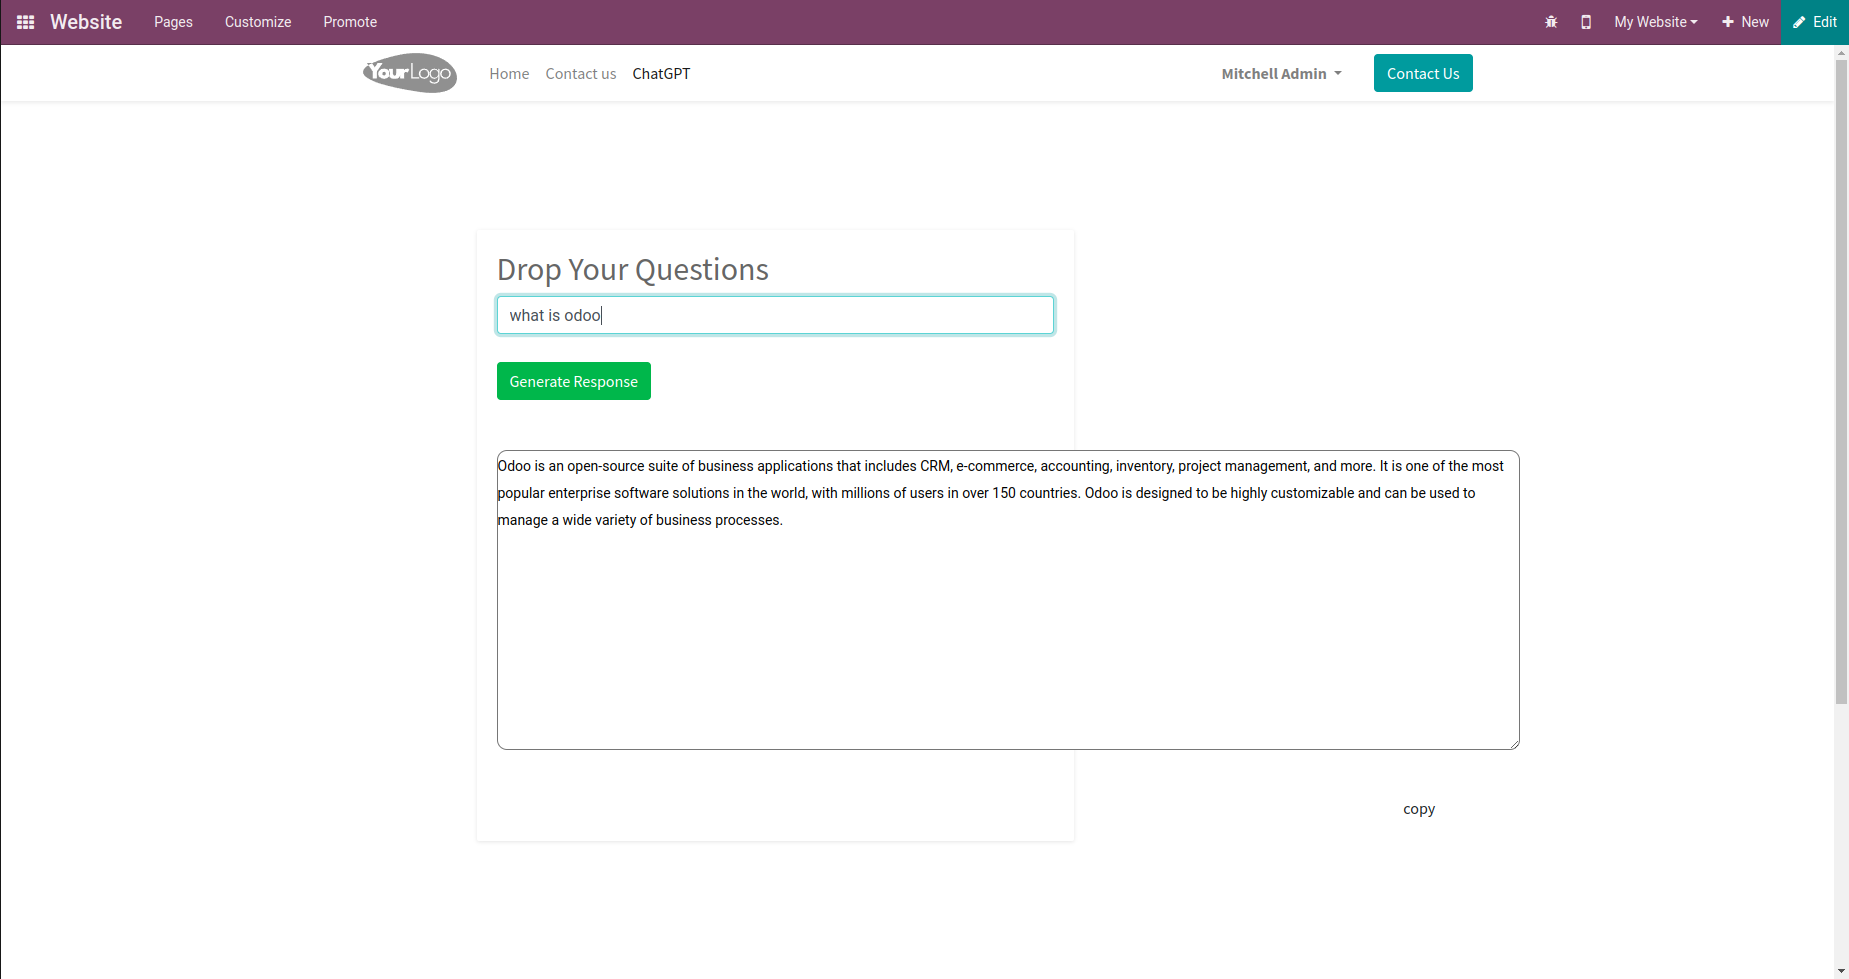 Website Pages Customize Promote My Website New Edit
YourLogo Home Contact us ChatGPT Mitchell Admin Contact Us
Drop Your Questions
what is odoo
Generate Response
Odoo is an open-source suite of business applications that includes CRM, e-commerce, accounting, inventory, project management, and more. It is one of the most
popular enterprise software solutions in the world, with millions of users in over 150 countries. Odoo is designed to be highly customizable and can be used to
manage a wide variety of business processes.
copy